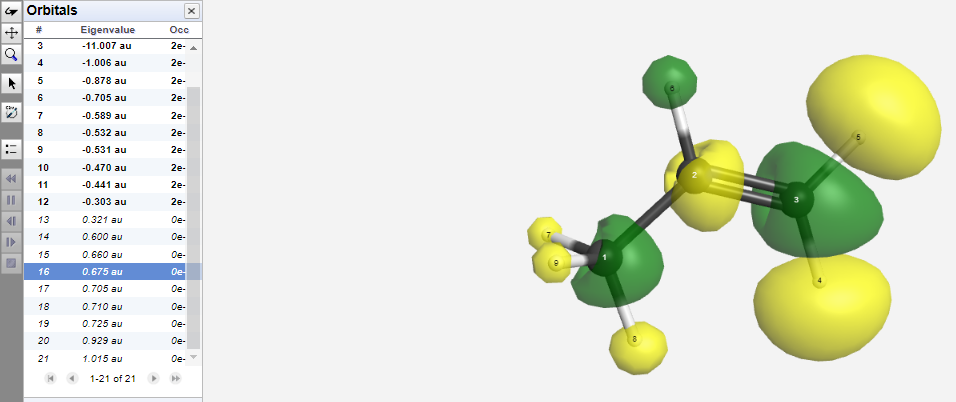 Orbitals
# Eigenvalue Occ
3 -11.007 au 2e-
4 -1.006 au 2e-
5 -0.878 au 2e-
6 -0.705 au 2e-
7 -0.589 au 2e-
8 -0.532 au 2e-
9 -0.531 au 2e-
10 -0.470 au 2e-
11 -0.441 au 2e-
12 -0.303 au 2e-
13 0.321 au 0e-
14 0.600 au 0e-
15 0.660 au 0e-
16 0.675 au 0e-
17 0.705 au 0e-
18 0.710 au 0e-
19 0.725 au 0e-
20 0.929 au 0e-
21 1.015 au 0e-
1-21 of 21
6
5
2
3
7
1
9
4
8